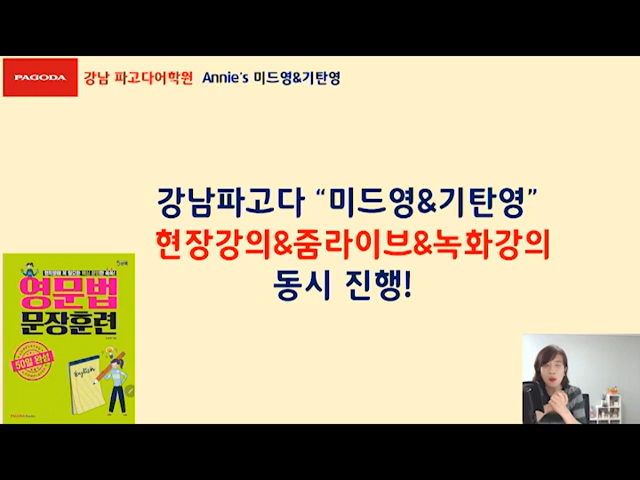 PAGODA
강남 파고다어학원 Annie's 미드영&기탄영
강남파고다 “미드영&기탄영”
현장강의&줌라이브&녹화강의
동시 진행!
영문법
문장훈련
50일 완성
English